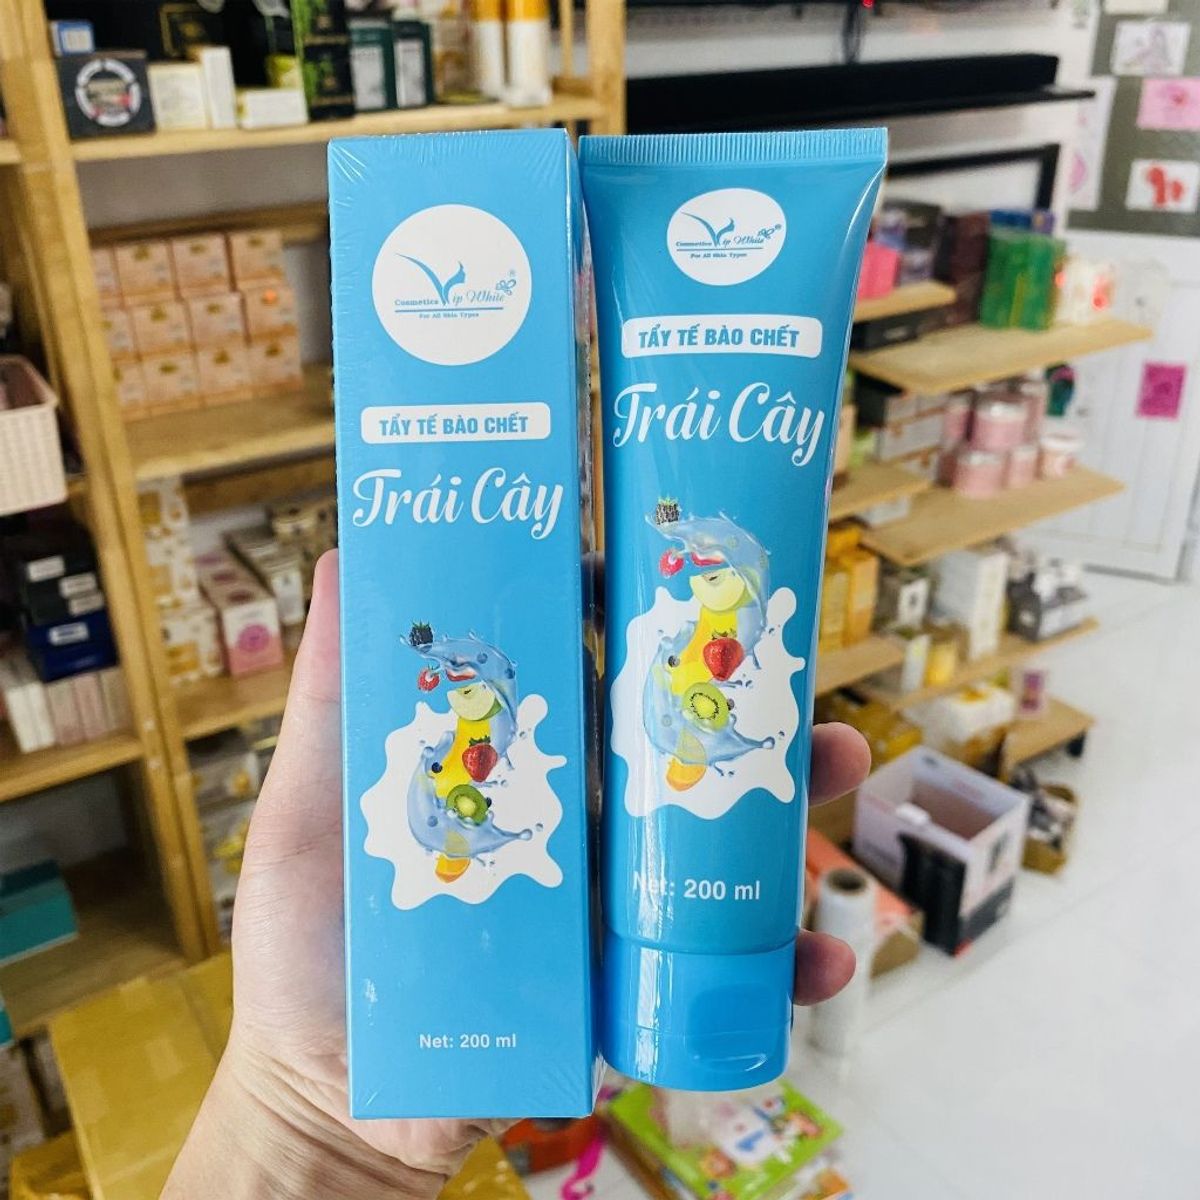 Cosmetics Vip White ®
For All Skin Types
TẨY TẾ BÀO CHẾT
Trái Cây
Net: 200 ml
Cosmetics Vip White ®
For All Skin Types
TẨY TẾ BÀO CHẾT
Trái Cây
Net: 200 ml